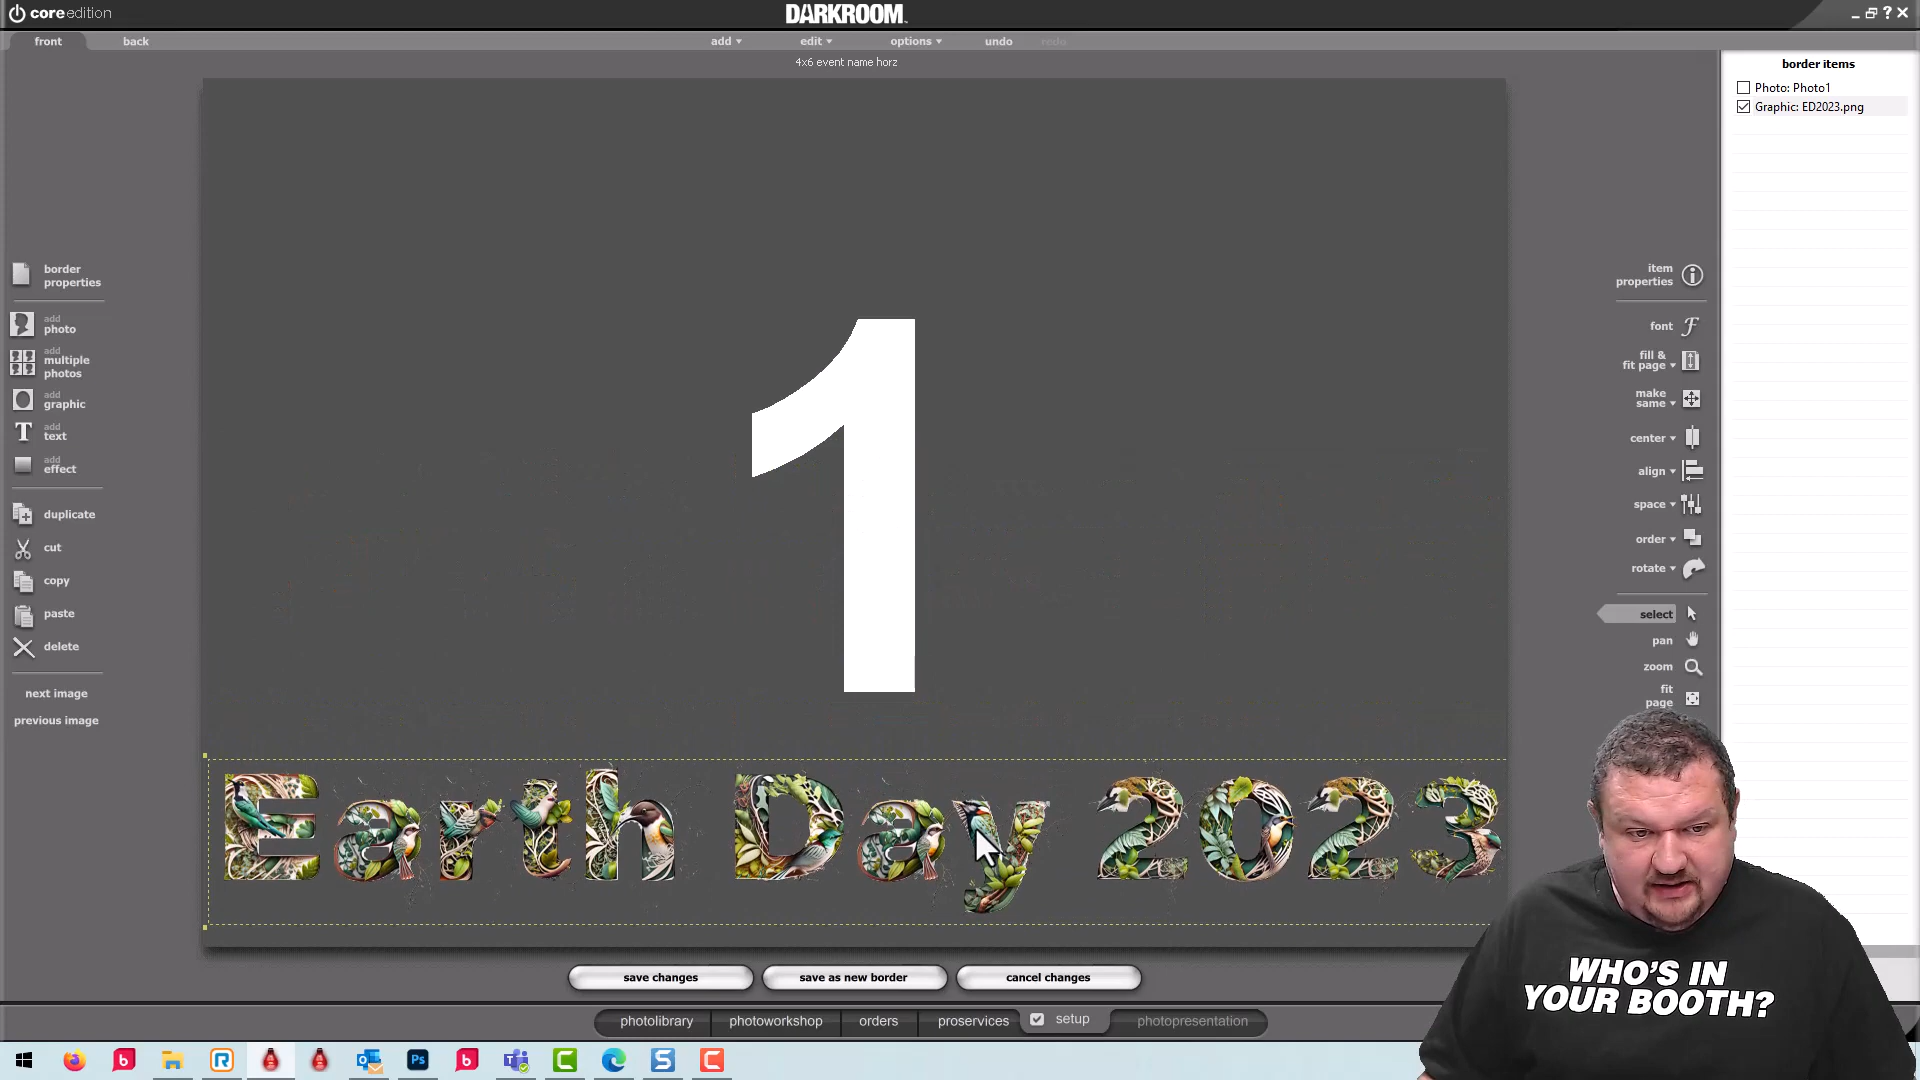 coreedition
DARKROOM
front
back
add
edit
options
undo
redo
4x6 event name horz
border items
Photo: Photo1
Graphic: ED2023.png
border
properties
add
photo
add
multiple
photos
add
graphic
add
text
add
effect
duplicate
cut
copy
paste
delete
next image
previous image
1
item
properties
font
fill &
fit page
make
same
center
align
space
order
rotate
select
pan
zoom
fit
page
Earth Day 2023
WHO'S IN
YOUR BOOTH?
save changes
save as new border
cancel changes
photolibrary
photoworkshop
orders
proservices
setup
photopresentation